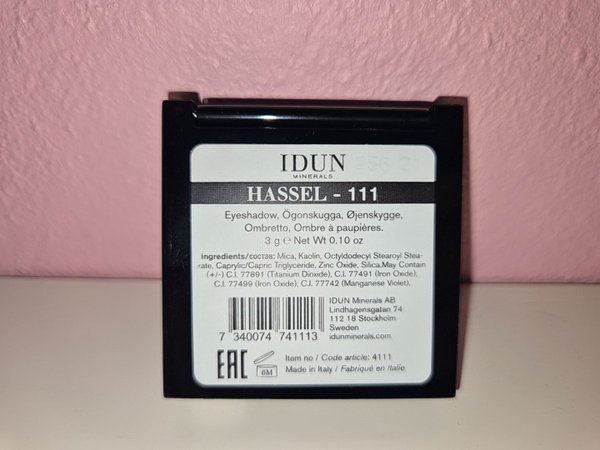 IDUN
MINERALS
HASSEL - 111
Eyeshadow, Ögonskugga, Øjenskygge,
Ombretto, Ombre à paupières.
3 g ℮ Net Wt 0.10 oz
Ingredients/состав: Mica, Kaolin, Octyldodecyl Stearoyl Stea-
rate, Caprylic/Capric Triglyceride, Zinc Oxide, Silica.May Contain
(+/-) C.I. 77891 (Titanium Dioxide), C.I. 77491 (Iron Oxide),
C.I. 77499 (Iron Oxide), C.I. 77742 (Manganese Violet).
IDUN Minerals AB
Lindhagensgatan 74
112 18 Stockholm
Sweden
idunminerals.com
7 340074 741113
EAC
6M
Item no / Code article: 4111
Made in Italy / Fabriqué en Italie